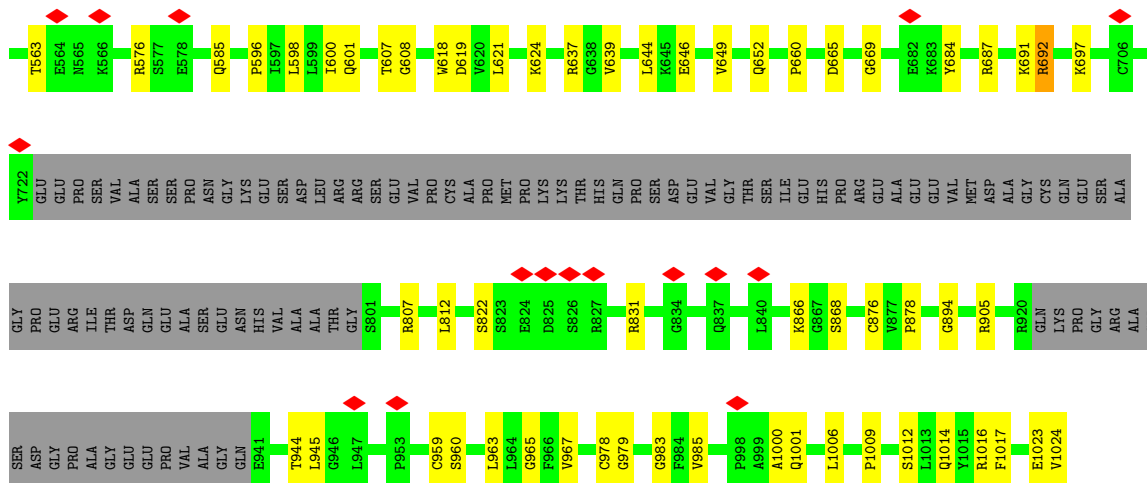 T563 E564 N565 K566 R576 S577 E578 Q585 P596 I597 L598 L599 I600 Q601 T607 G608 W618 D619 V620 L621 K624 R637 G638 V639 L644 K645 E646 V649 Q652 P660 D665 G669 E682 K683 Y684 R687 K691 R692 K697 C706
Y722 GLU GLU PRO SER VAL ALA SER SER PRO ASN GLY LYS GLU SER ASP LEU ARG ARG SER GLU VAL PRO CYS ALA PRO MET PRO LYS LYS THR HIS GLN PRO SER ASP GLU VAL GLY THR SER ILE GLU HIS PRO ARG GLU ALA GLU GLU VAL MET ASP ALA GLY CYS GLN GLU SER ALA
GLY PRO GLU ARG ILE THR ASP GLN GLU ALA SER GLU ASN HIS VAL ALA ALA THR GLY S801 R807 L812 S822 S823 E824 D825 S826 R827 R831 G834 Q837 L840 K866 G867 S868 C876 V877 P878 G894 R905 R920 GLN LYS PRO GLY ARG ALA
SER ASP GLY PRO ALA GLY GLU GLU PRO VAL ALA GLY GLN E941 T944 L945 G946 L947 P953 C959 S960 L963 L964 G965 F966 V967 C978 G979 G983 F984 V985 P998 A999 A1000 Q1001 L1006 P1009 S1012 L1013 Q1014 Y1015 R1016 F1017 E1023 V1024